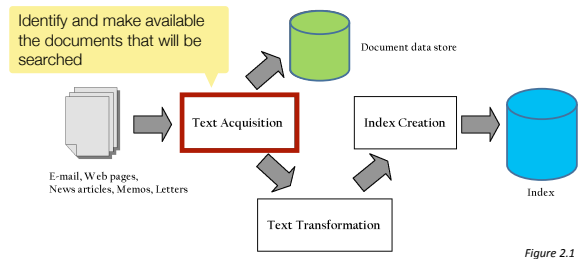 Identify and make available
the documents that will be
searched
Document data store
Text Acquisition
Index Creation
E-mail, Web pages,
News articles, Memos, Letters
Index
Text Transformation
Figure 2.1